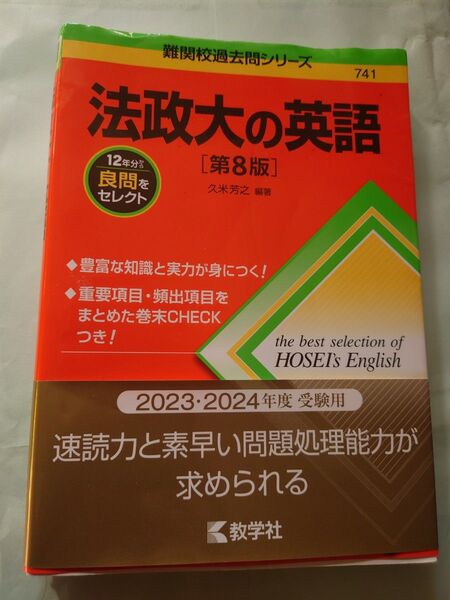 難関校過去問シリーズ
741
法政大の英語
[第8版]
12年分から
良問を
セレクト
久米芳之 編著
◆豊富な知識と実力が身につく!
◆重要項目・頻出項目を
まとめた巻末CHECK
つき!
the best selection of
HOSEI's English
2023・2024年度 受験用
速読力と素早い問題処理能力が
求められる
教学社